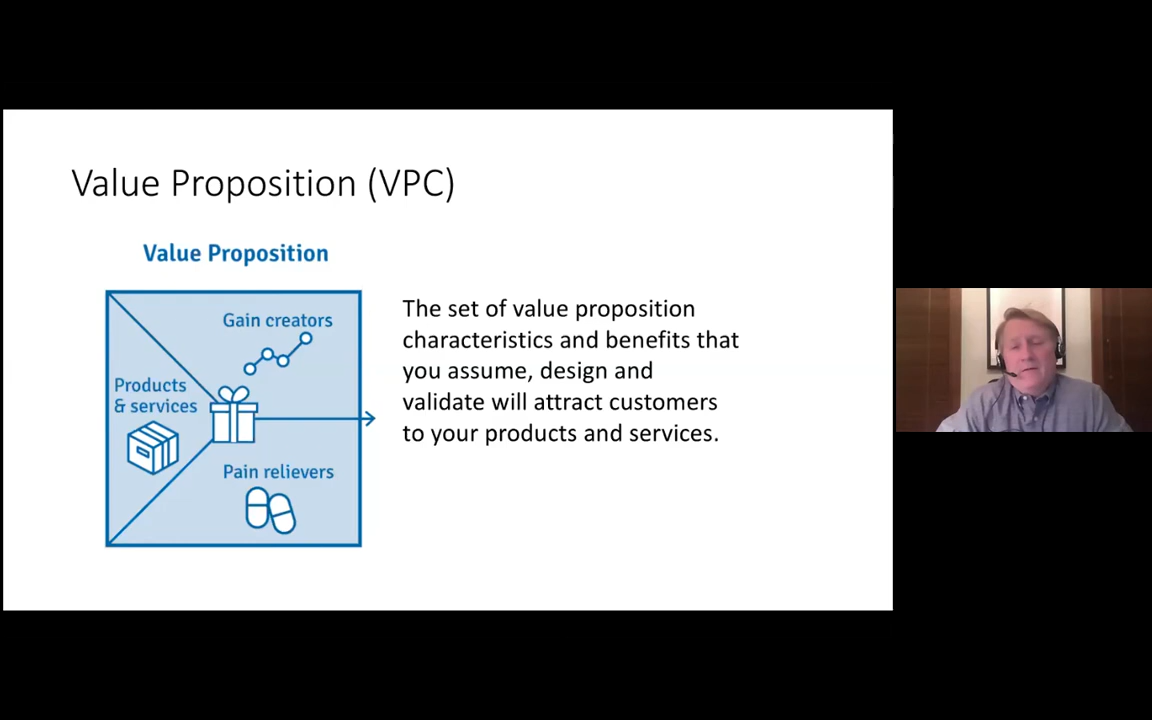 Value Proposition (VPC)
Value Proposition
Gain creators
Products
& services
Pain relievers
The set of value proposition
characteristics and benefits that
you assume, design and
validate will attract customers
to your products and services.